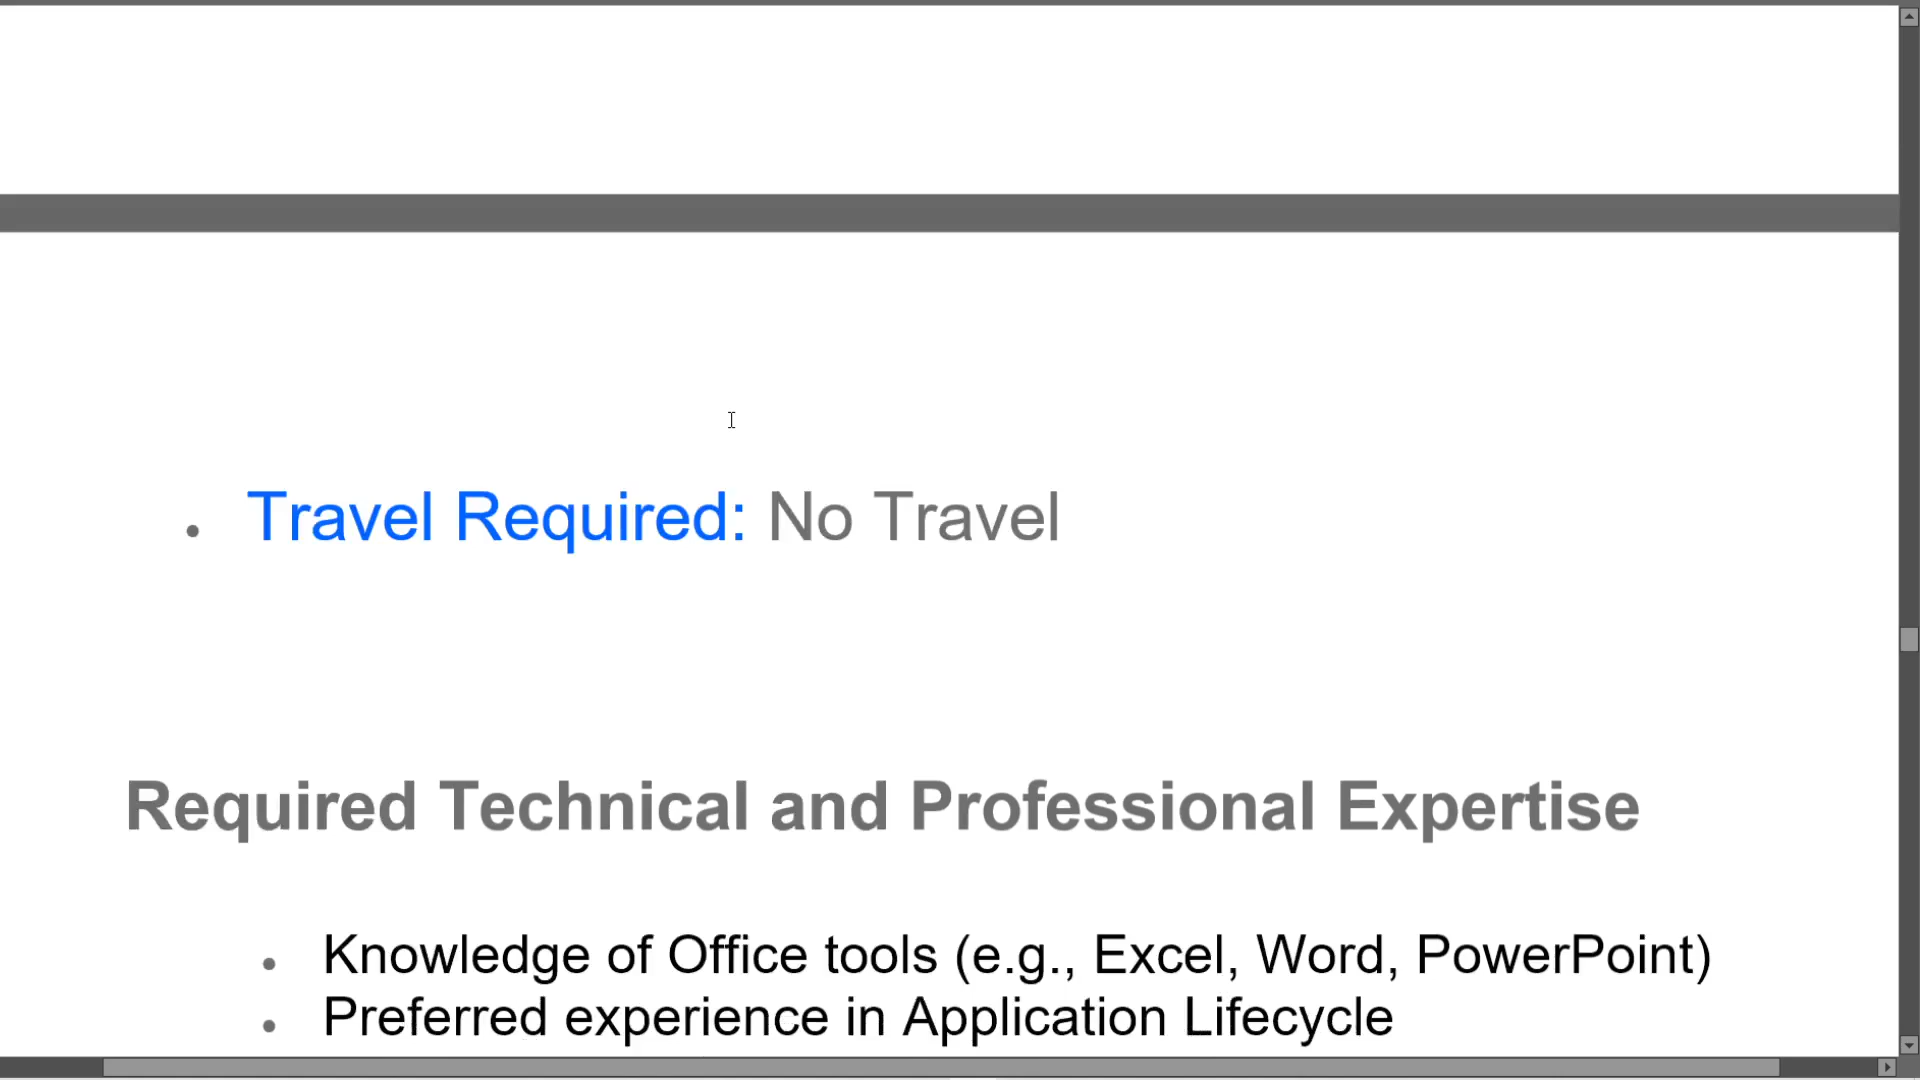 • Travel Required: No Travel
Required Technical and Professional Expertise
• Knowledge of Office tools (e.g., Excel, Word, PowerPoint)
• Preferred experience in Application Lifecycle